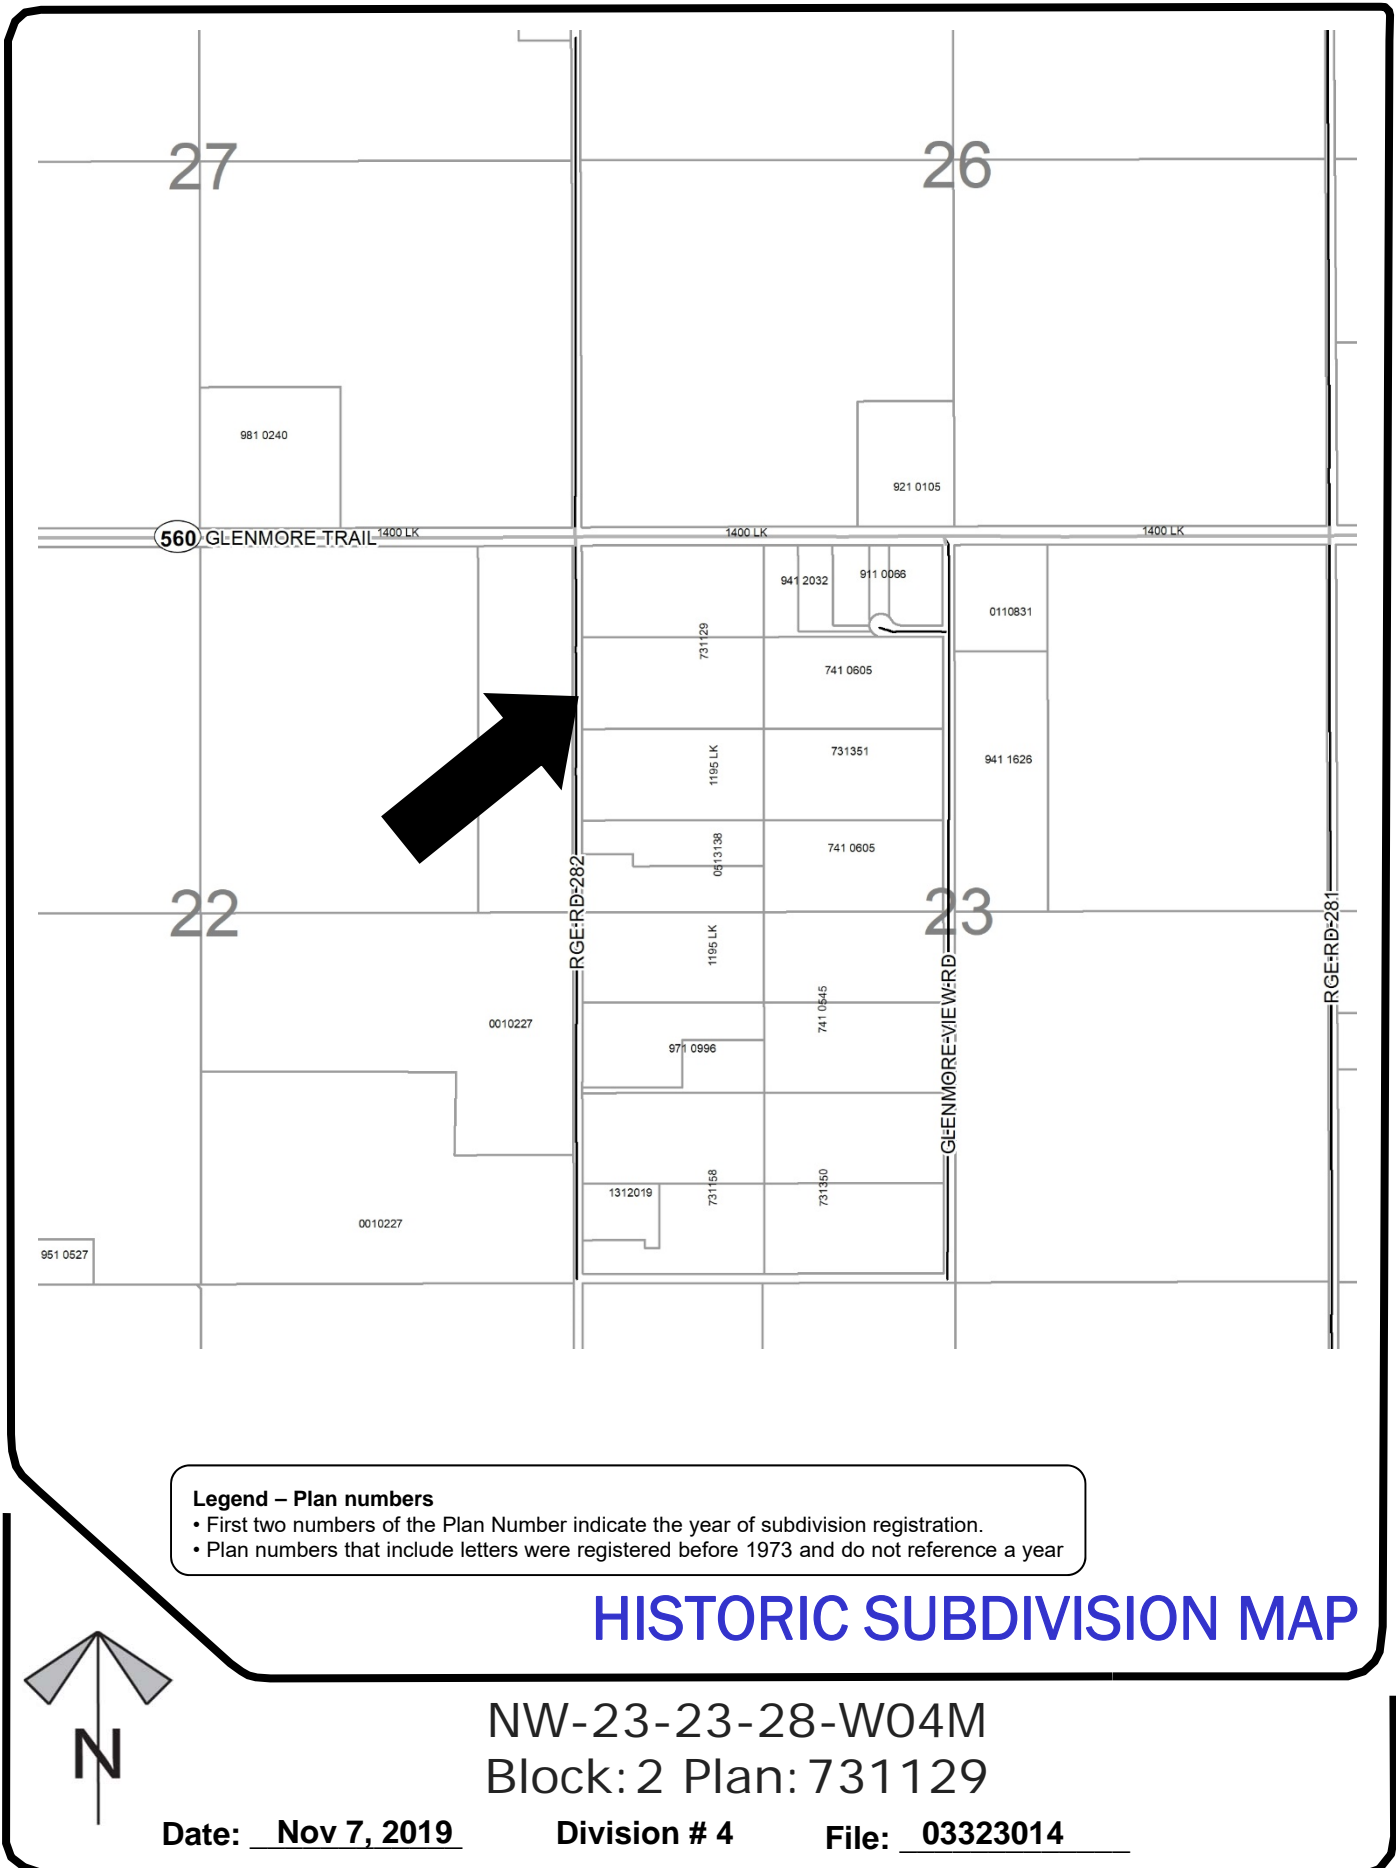 27
26
981 0240
921 0105
560 GLENMORE TRAIL
1400 LK
1400 LK
1400 LK
941 2032
911 0066
0110831
731129
741 0605
1195 LK
731351
941 1626
0513138
741 0605
RGE-RD-282
22
23
RGE-RD-281
1195 LK
GLENMORE-VIEW-RD
741 0545
0010227
971 0996
731158
731350
1312019
0010227
951 0527
Legend – Plan numbers
• First two numbers of the Plan Number indicate the year of subdivision registration.
• Plan numbers that include letters were registered before 1973 and do not reference a year
HISTORIC SUBDIVISION MAP
N
NW-23-23-28-W04M
Block:2 Plan:731129
Date: Nov 7, 2019 Division # 4 File: 03323014